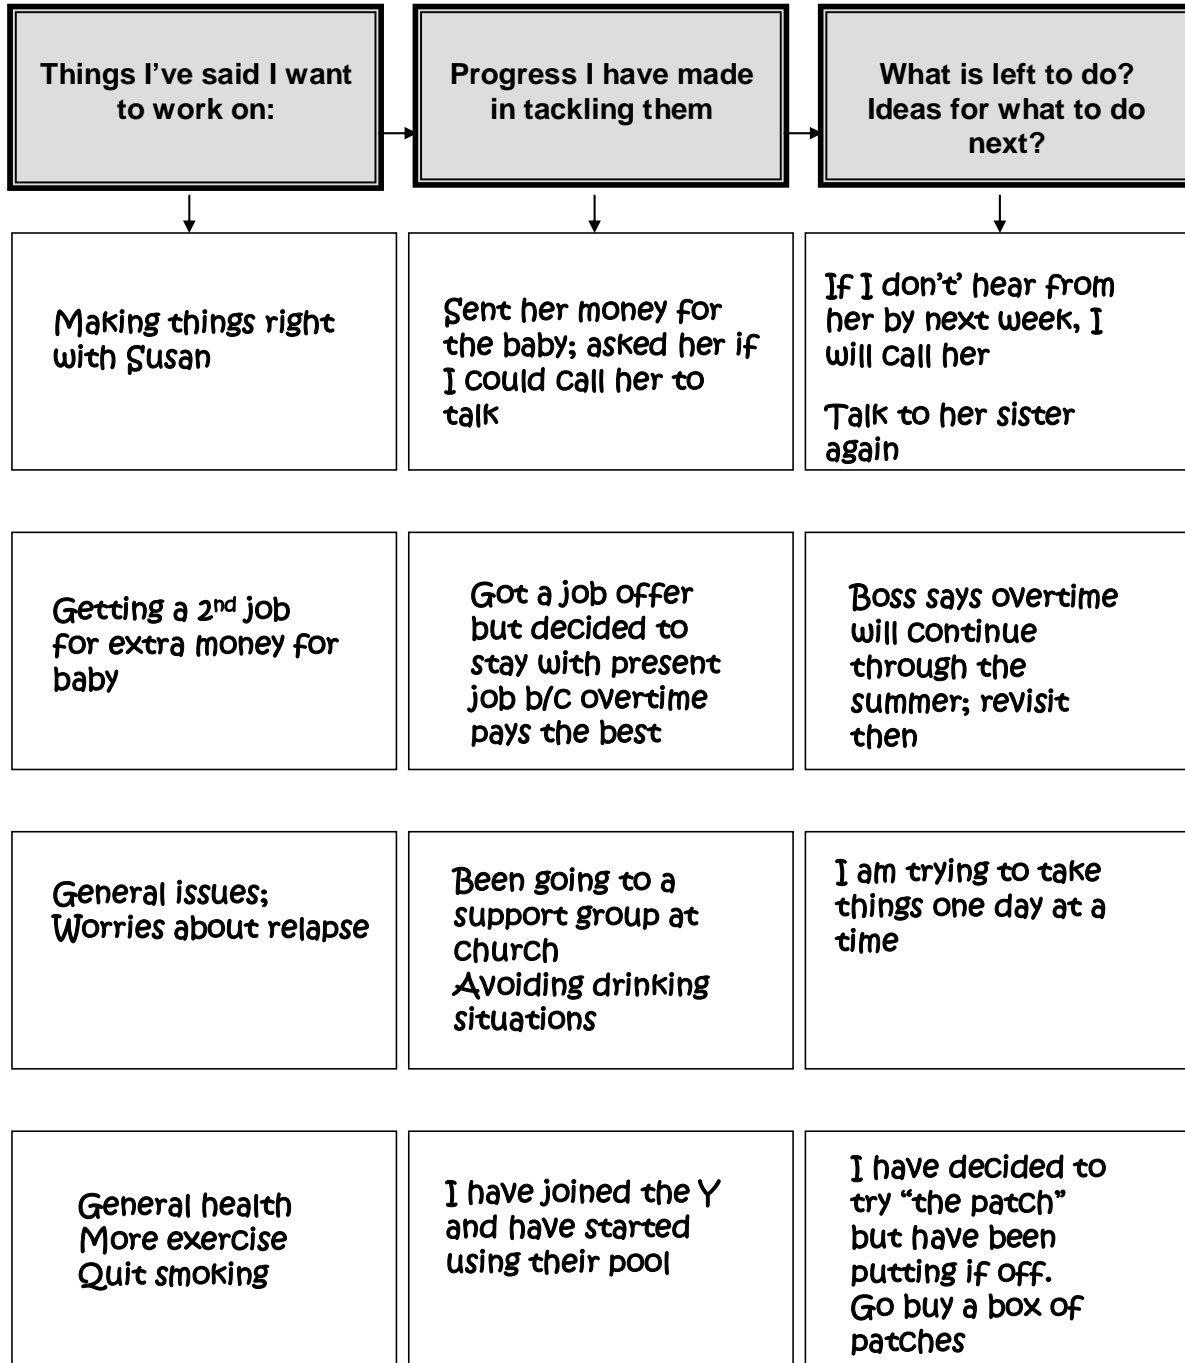 Things I've said I want
to work on:
Progress I have made
in tackling them
What is left to do?
Ideas for what to do
next?
Making things right
with Susan
Sent her money for
the baby; asked her if
I could call her to
talk
If I don't' hear from
her by next week, I
will call her
Talk to her sister
again
Getting a 2nd job
for extra money for
baby
Got a job offer
but decided to
stay with present
job b/c overtime
pays the best
Boss says overtime
will continue
through the
summer; revisit
then
General issues;
Worries about relapse
Been going to a
support group at
church
Avoiding drinking
situations
I am trying to take
things one day at a
time
General health
More exercise
Quit smoking
I have joined the Y
and have started
using their pool
I have decided to
try “the patch”
but have been
putting if off.
Go buy a box of
patches